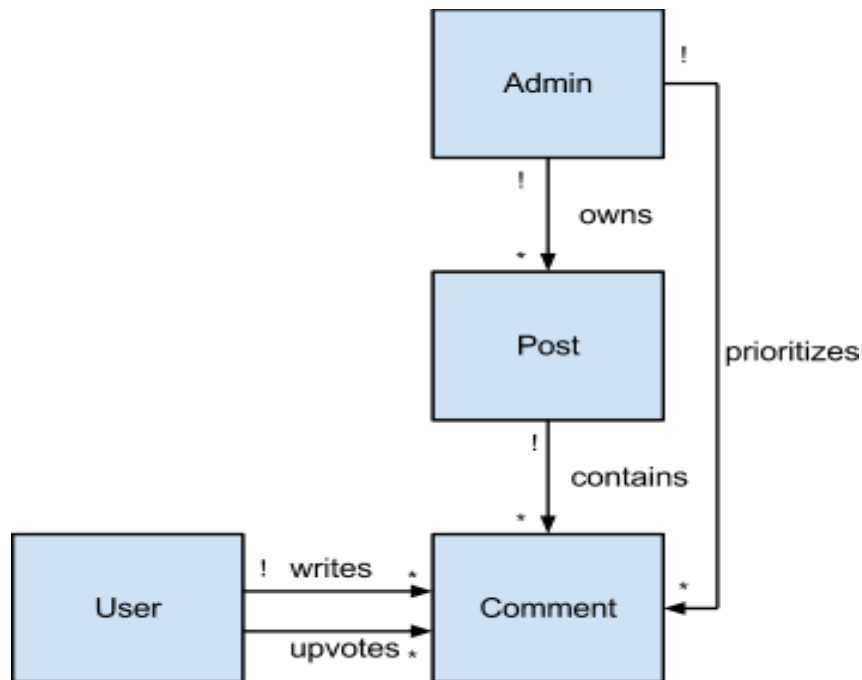 Admin
!
!
owns
*
Post
prioritizes
!
contains
*
User
! writes *
upvotes *
Comment
*